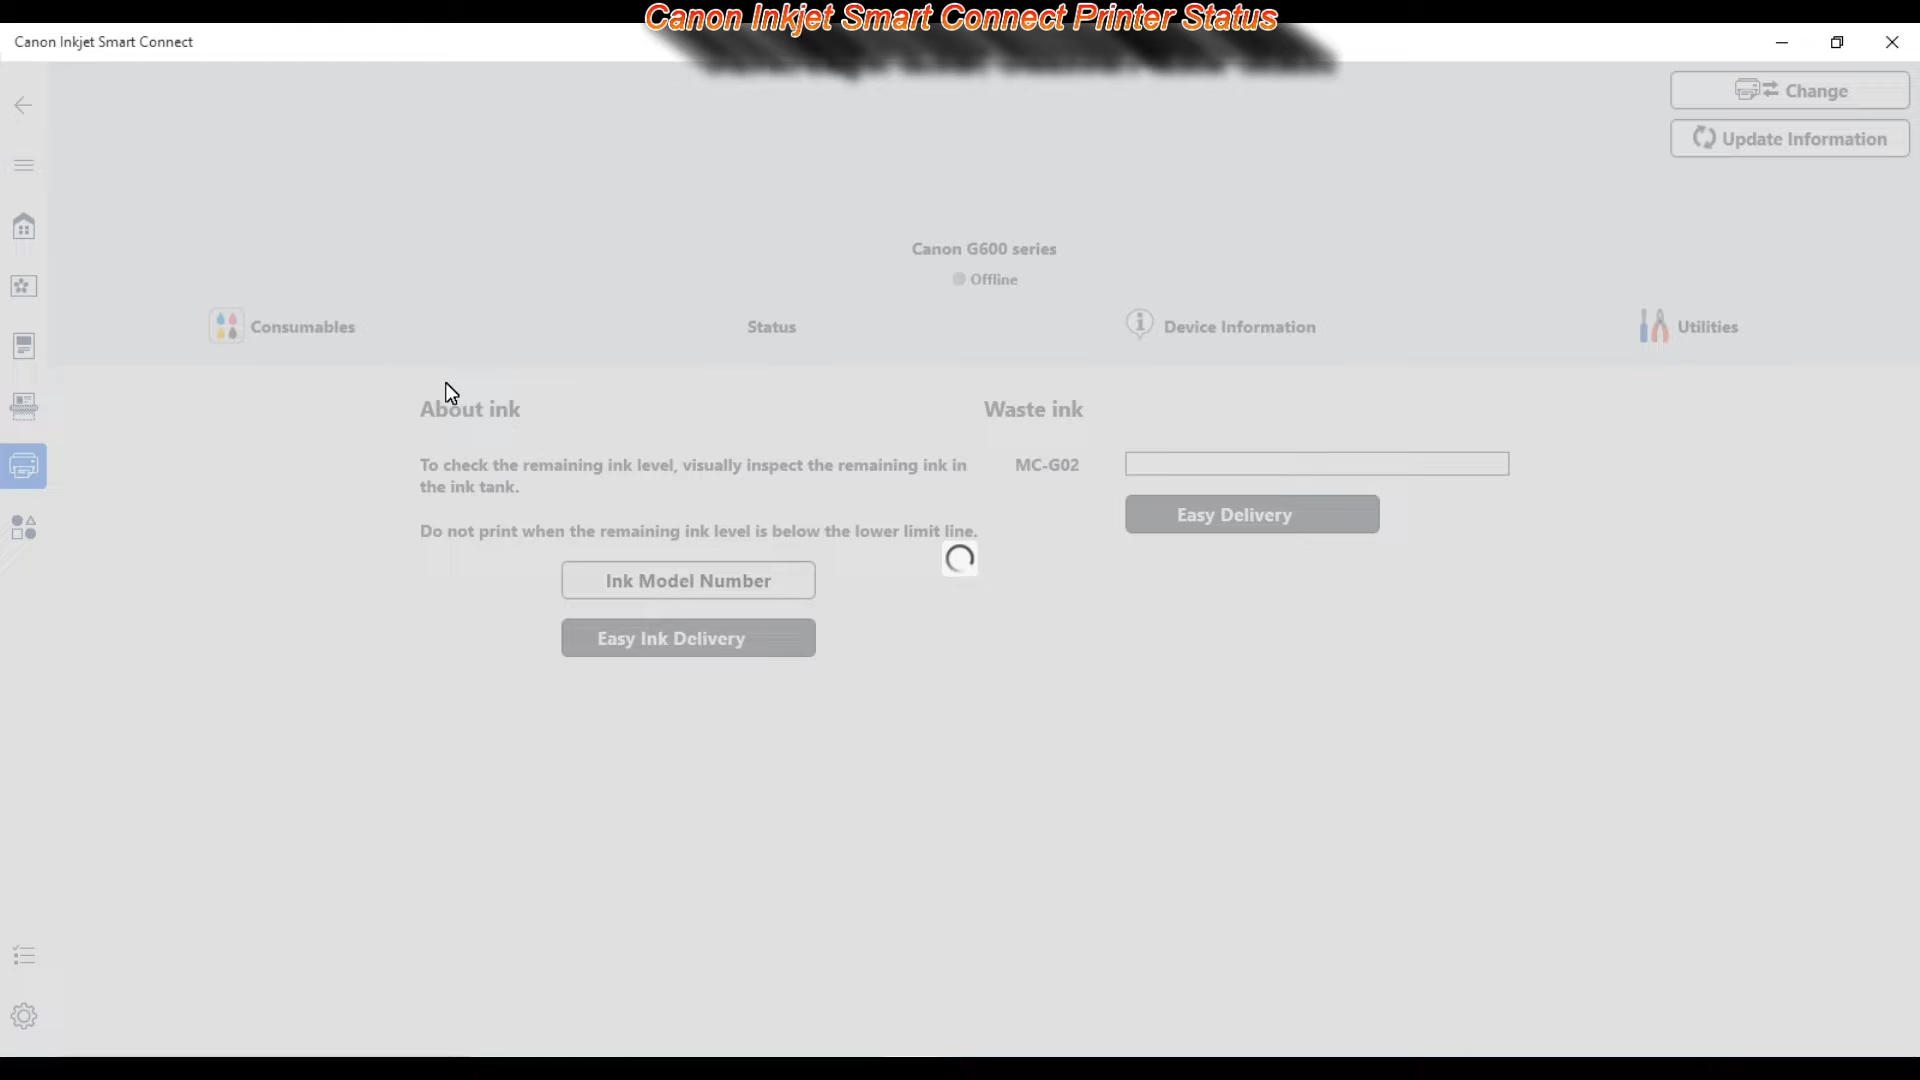 Canon Inkjet Smart Connect Printer Status
Canon Inkjet Smart Connect
Change
Update Information
Canon G600 series
Offline
Consumables
Status
Device Information
Utilities
About ink
To check the remaining ink level, visually inspect the remaining ink in
the ink tank.
Do not print when the remaining ink level is below the lower limit line.
Ink Model Number
Easy Ink Delivery
Waste ink
MC-G02
Easy Delivery